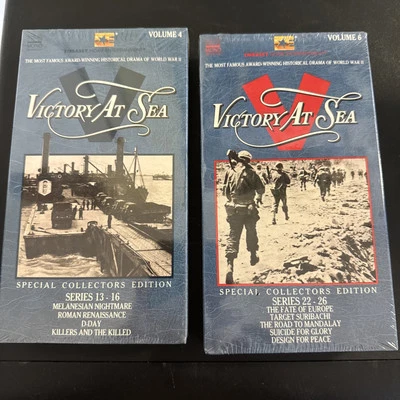 VOLUME 4
THE MOST FAMOUS AWARD-WINNING HISTORICAL DRAMA OF WORLD WAR II
VICTORY AT SEA
SPECIAL COLLECTORS EDITION
SERIES 13 - 16
MELANESIAN NIGHTMARE
ROMAN RENAISSANCE
D-DAY
KILLERS AND THE KILLED
VOLUME 6
THE MOST FAMOUS AWARD-WINNING HISTORICAL DRAMA OF WORLD WAR II
VICTORY AT SEA
SPECIAL COLLECTORS EDITION
SERIES 22 - 26
THE FATE OF EUROPE
TARGET SURIBACHI
THE ROAD TO MANDALAY
SUICIDE FOR GLORY
DESIGN FOR PEACE